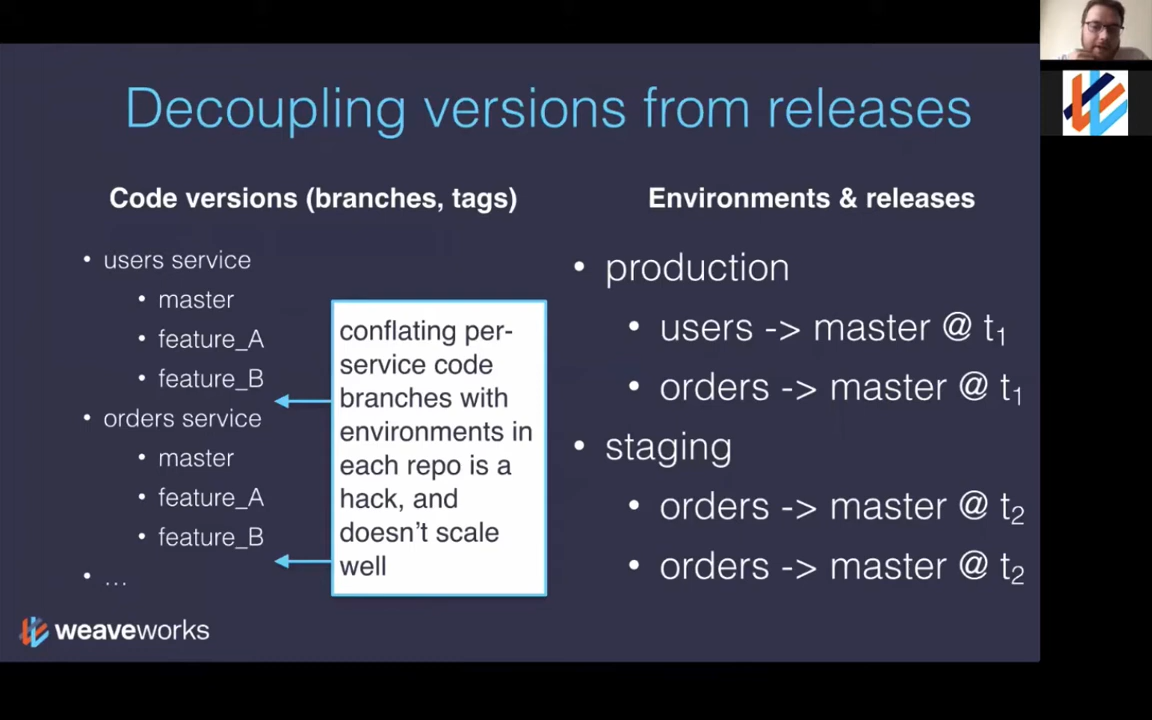 Decoupling versions from releases
Code versions (branches, tags)
• users service
• master
• feature_A
• feature_B
• orders service
• master
• feature_A
• feature_B
• ...
conflating per-
service code
branches with
environments in
each repo is a
hack, and
doesn't scale
well
Environments & releases
• production
• users -> master @ t₁
• orders -> master @ t₁
• staging
• orders -> master @ t₂
• orders -> master @ t₂
weaveworks